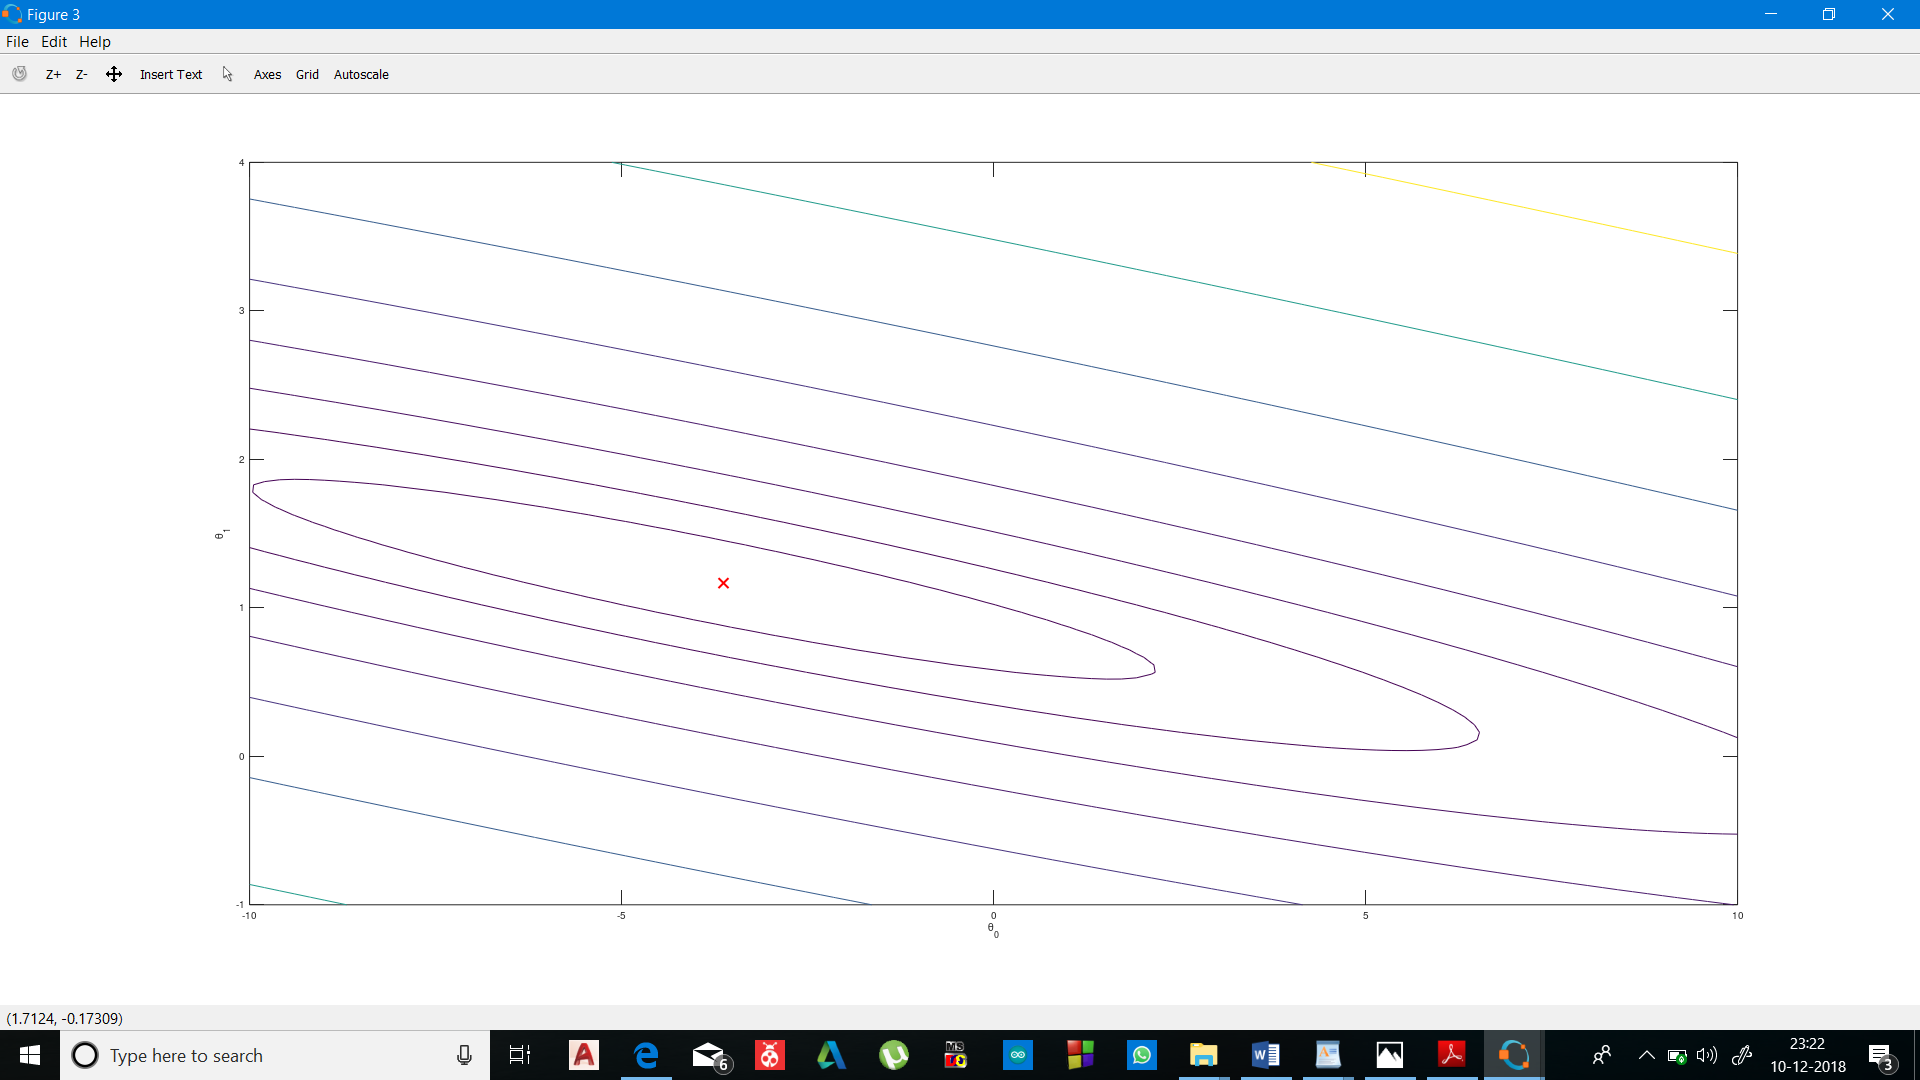 Figure 3
File Edit Help
Z+ Z- Insert Text Axes Grid Autoscale
4
3
2
1
0
-1
θ1
-10 -5 0 5 10
θ0
(1.7124, -0.17309)
Type here to search
6
MS
LO
W
23:22
10-12-2018
3